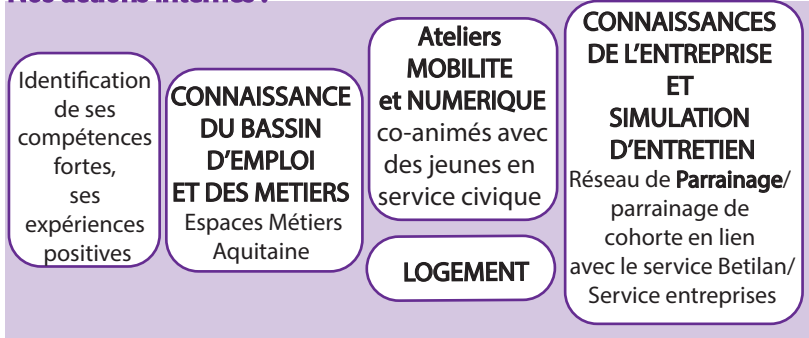 Identification
de ses
compétences
fortes,
ses
expériences
positives
CONNAISSANCE
DU BASSIN
D'EMPLOI
ET DES METIERS
Espaces Métiers
Aquitaine
Ateliers
MOBILITE
et NUMERIQUE
co-animés avec
des jeunes en
service civique
LOGEMENT
CONNAISSANCES
DE L'ENTREPRISE
ET
SIMULATION
D'ENTRETIEN
Réseau de Parrainage/
parrainage de
cohorte en lien
avec le service Betilan/
Service entreprises